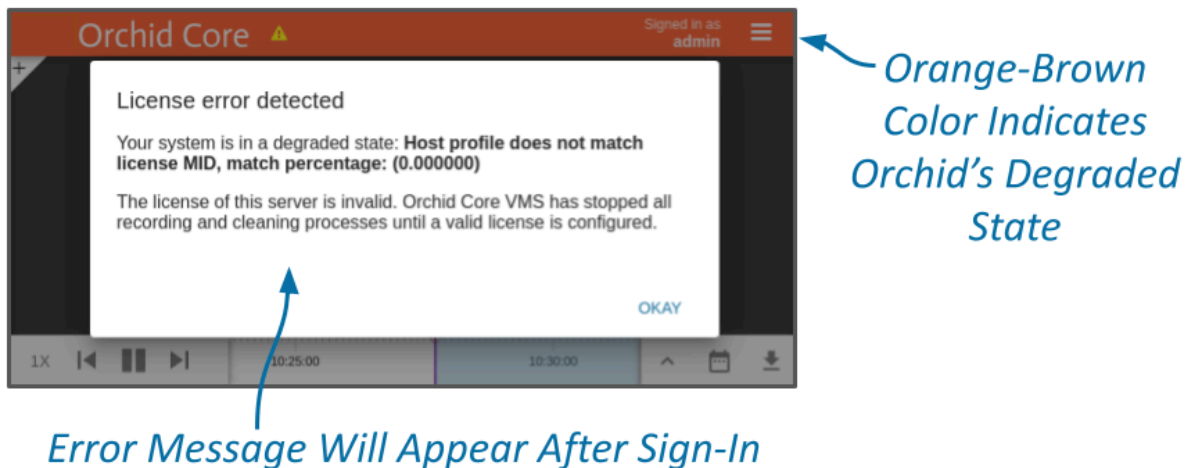 Orchid Core
Signed in as
admin
+
License error detected
Your system is in a degraded state: Host profile does not match
license MID, match percentage: (0.000000)
The license of this server is invalid. Orchid Core VMS has stopped all
recording and cleaning processes until a valid license is configured.
OKAY
1X
10:25:00
10:30:00
Orange-Brown
Color Indicates
Orchid's Degraded
State
Error Message Will Appear After Sign-In